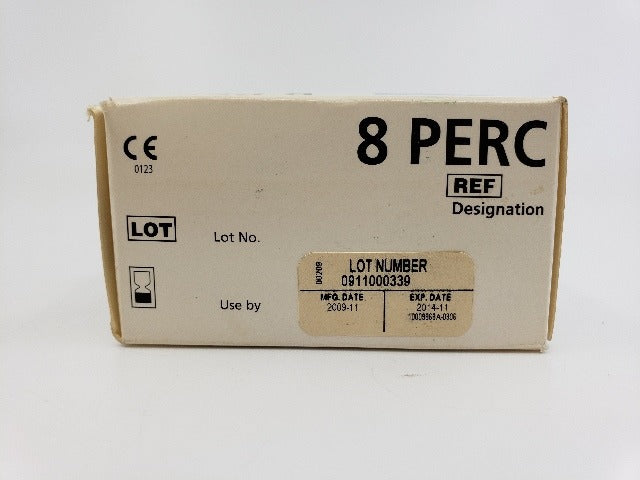 CE
0123
8 PERC
REF
Designation
LOT
Lot No.
Use by
00209
LOT NUMBER
0911000339
MFG. DATE
2009-11
EXP. DATE
2014-11